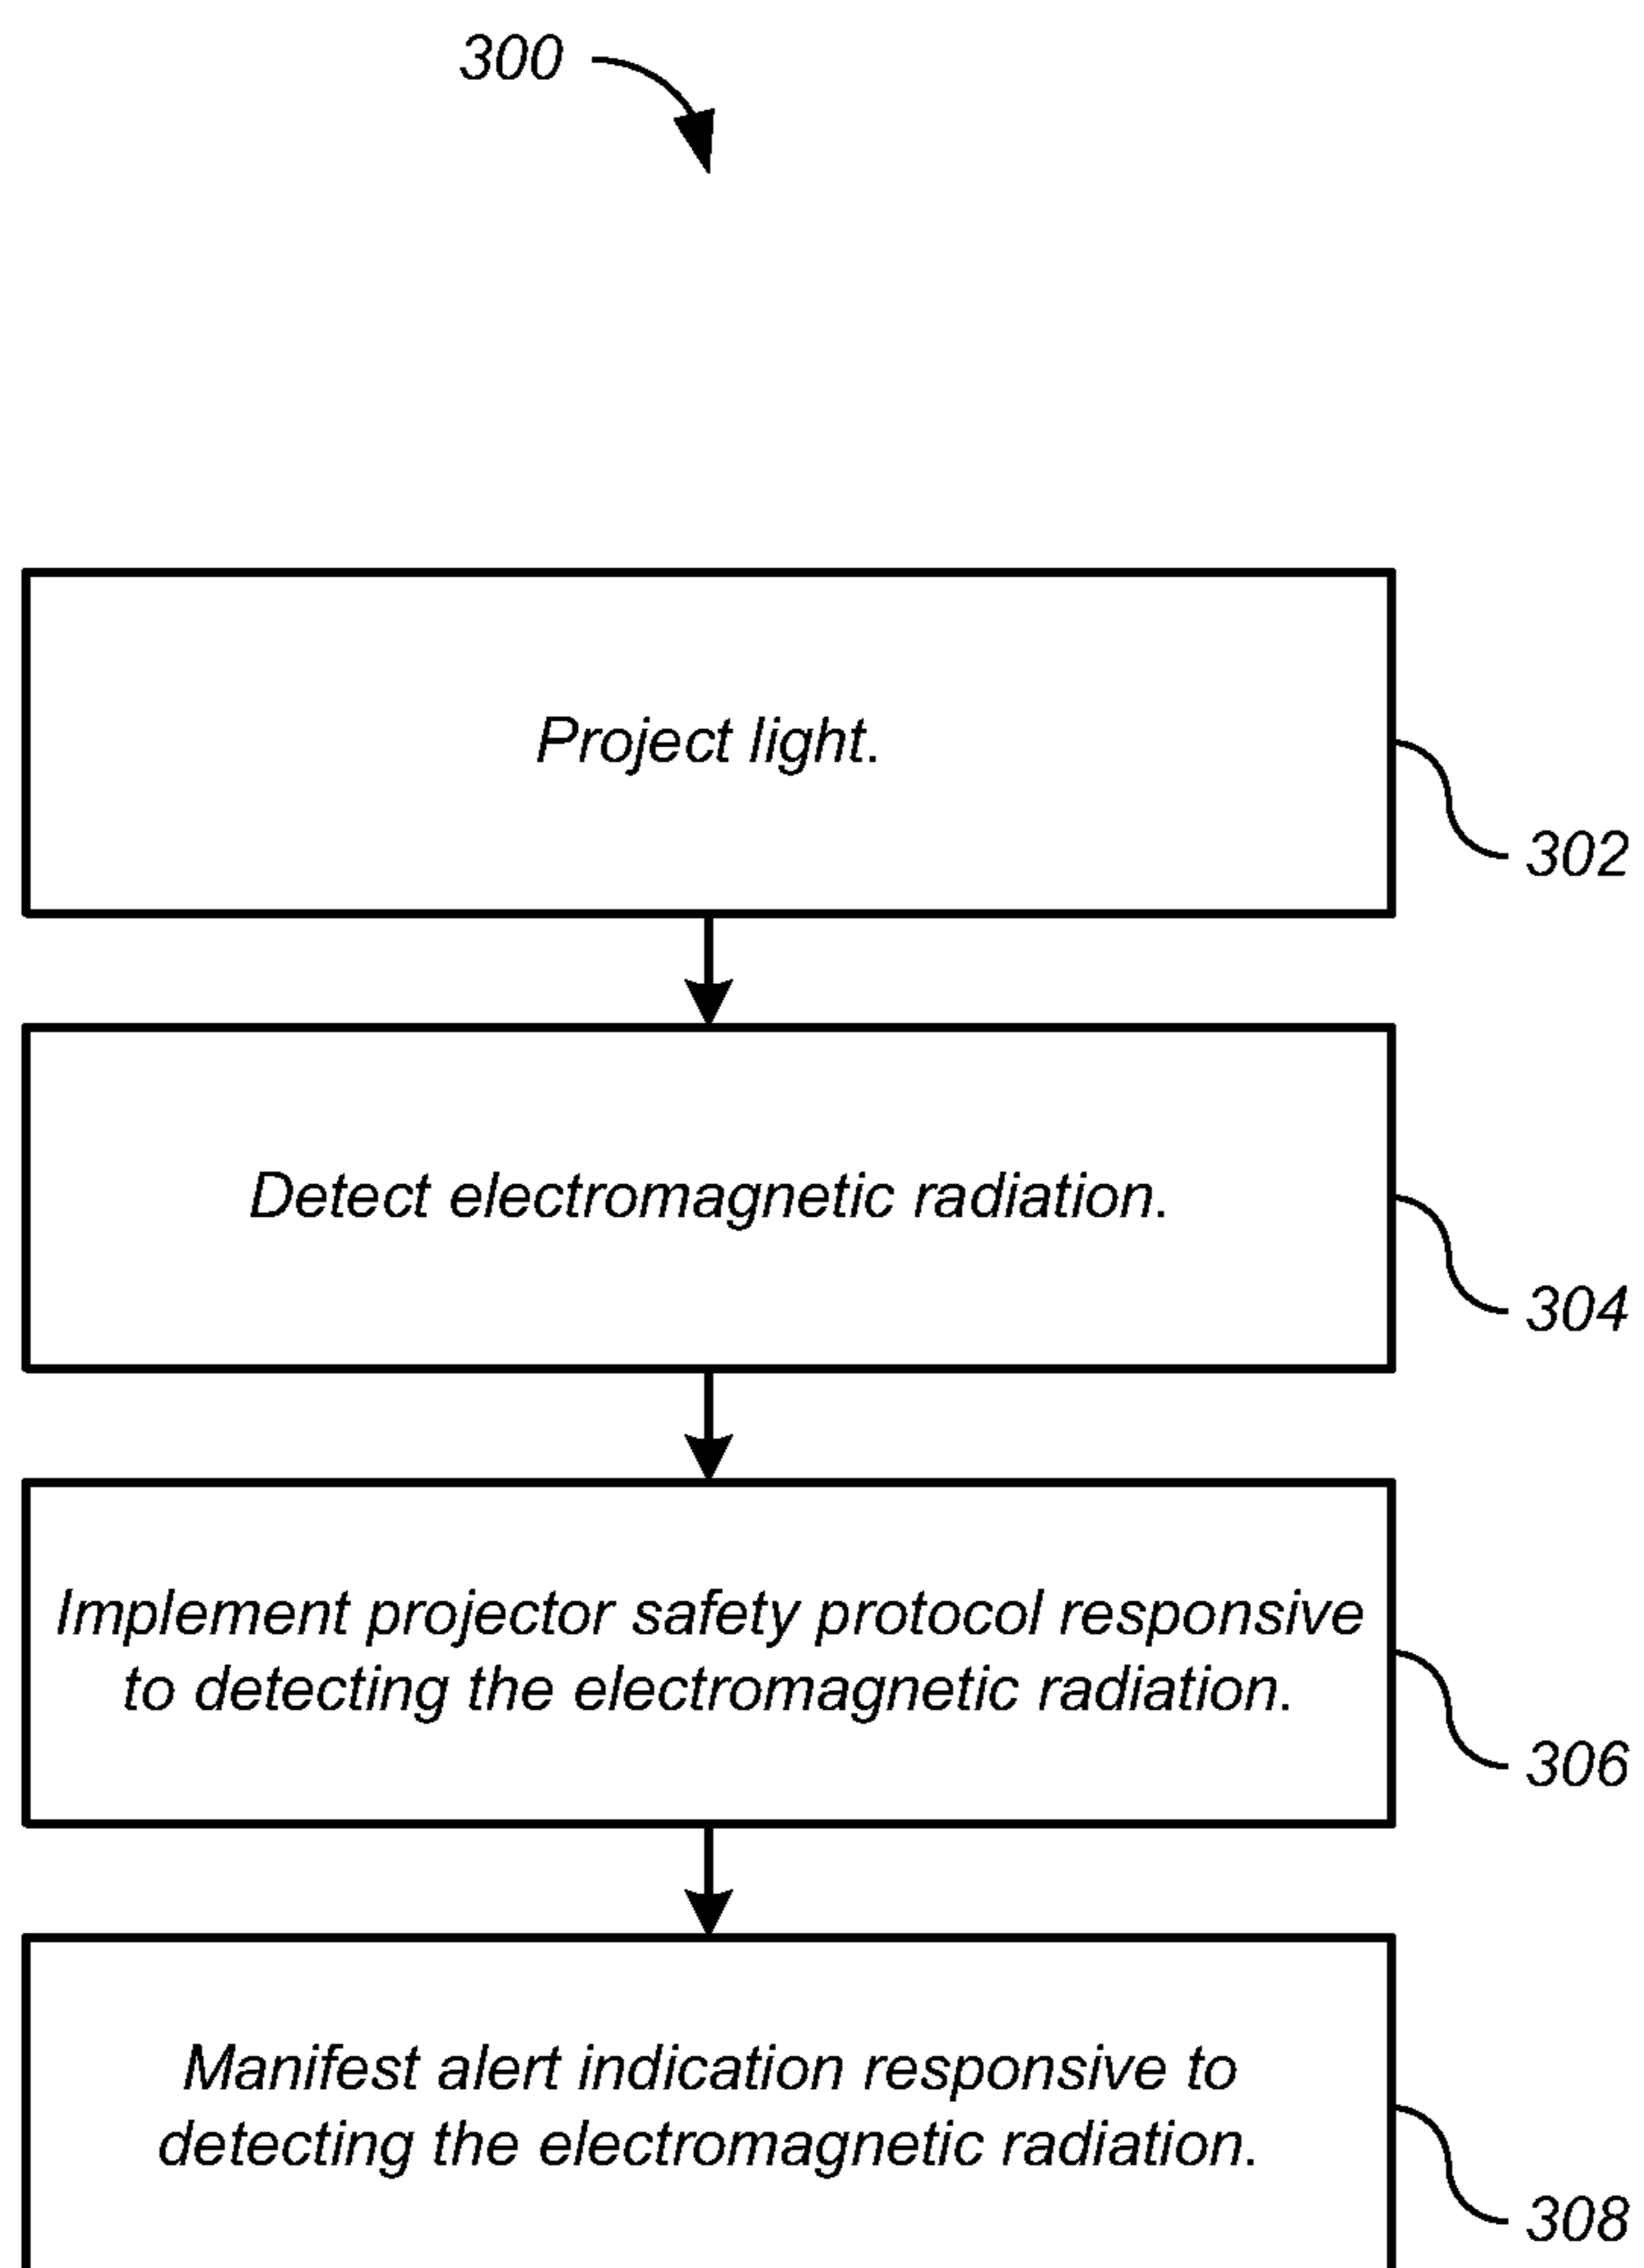 300
Project light.
302
Detect electromagnetic radiation.
304
Implement projector safety protocol responsive
to detecting the electromagnetic radiation.
306
Manifest alert indication responsive to
detecting the electromagnetic radiation.
308